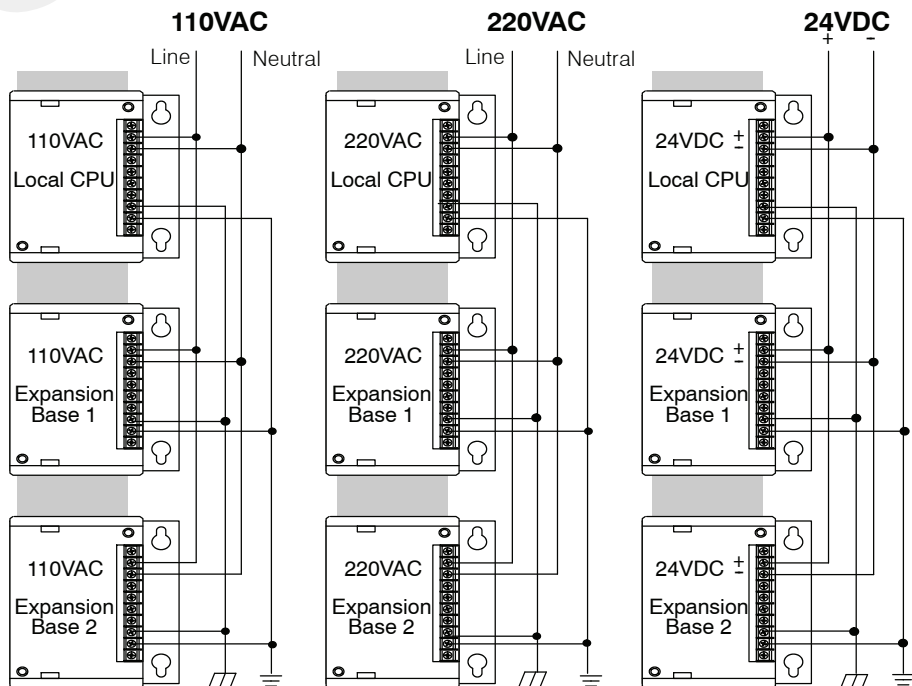 110VAC
220VAC
24VDC
Line
Neutral
Line
Neutral
+
-
110VAC
Local CPU
220VAC
Local CPU
24VDC + -
Local CPU
110VAC
Expansion
Base 1
220VAC
Expansion
Base 1
24VDC + -
Expansion
Base 1
110VAC
Expansion
Base 2
220VAC
Expansion
Base 2
24VDC + -
Expansion
Base 2